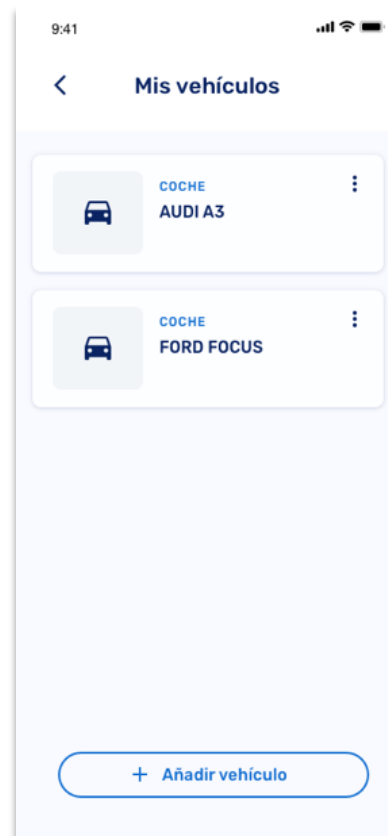 9:41
Mis vehículos
COCHE
AUDI A3
COCHE
FORD FOCUS
+ Añadir vehículo